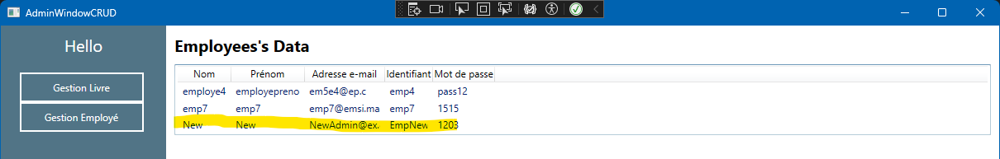 AdminWindowCRUD
Hello
Gestion Livre
Gestion Employé
Employees's Data
Nom Prénom Adresse e-mail Identifiant Mot de passe
employe4 employepreno em5e4@ep.c emp4 pass12
emp7 emp7 emp7@emsi.ma emp7 1515
New New NewAdmin@ex. EmpNew 1203